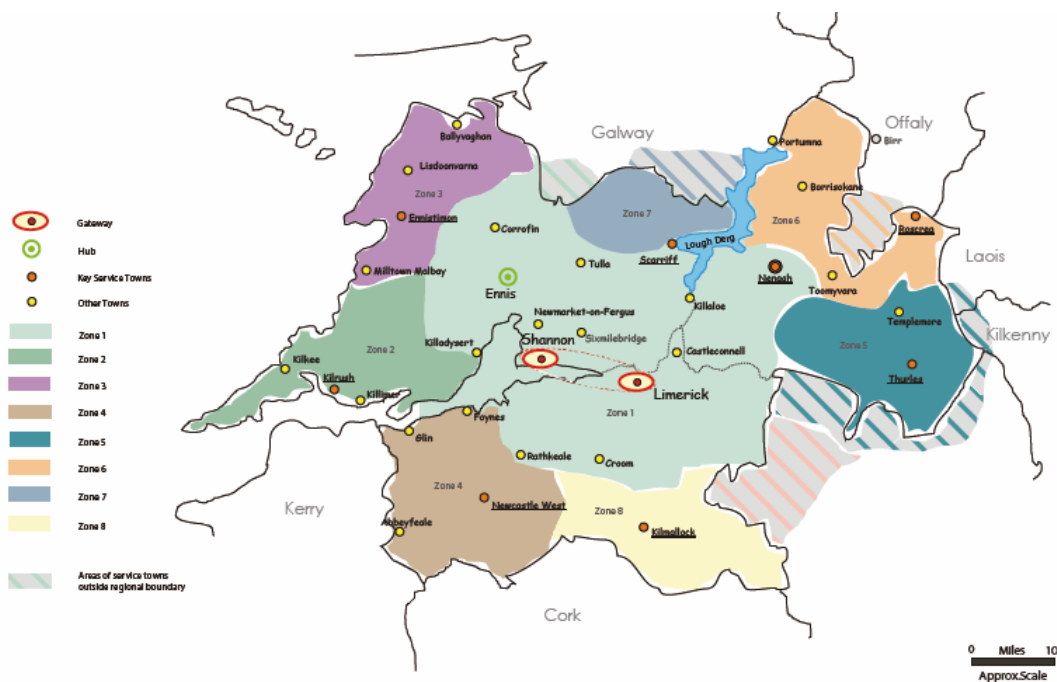 Gateway
Hub
Key Service Towns
Other Towns
Zone 1
Zone 2
Zone 3
Zone 4
Zone 5
Zone 6
Zone 7
Zone 8
Areas of service towns
outside regional boundary
Galway
Offaly
Laois
Kilkenny
Kerry
Cork
Ballyvaghan
Lisdoonvarna
Zone 3
Ennistimon
Milltown Malbay
Corrofin
Zone 7
Scarriff
Lough Derg
Portumna
Birr
Borrisokane
Zone 6
Roscrea
Tulla
Ennis
Nenagh
Toomyvara
Killaloe
Newmarket-on-Fergus
Sixmilebridge
Shannon
Castleconnell
Templemore
Zone 5
Thurles
Zone 2
Killadysert
Kilkee
Kilrush
Killimer
Limerick
Zone 1
Foynes
Glin
Rathkeale
Croom
Zone 4
Newcastle West
Abbeyfeale
Zone 8
Kilmallock
0 Miles 10
Approx.Scale